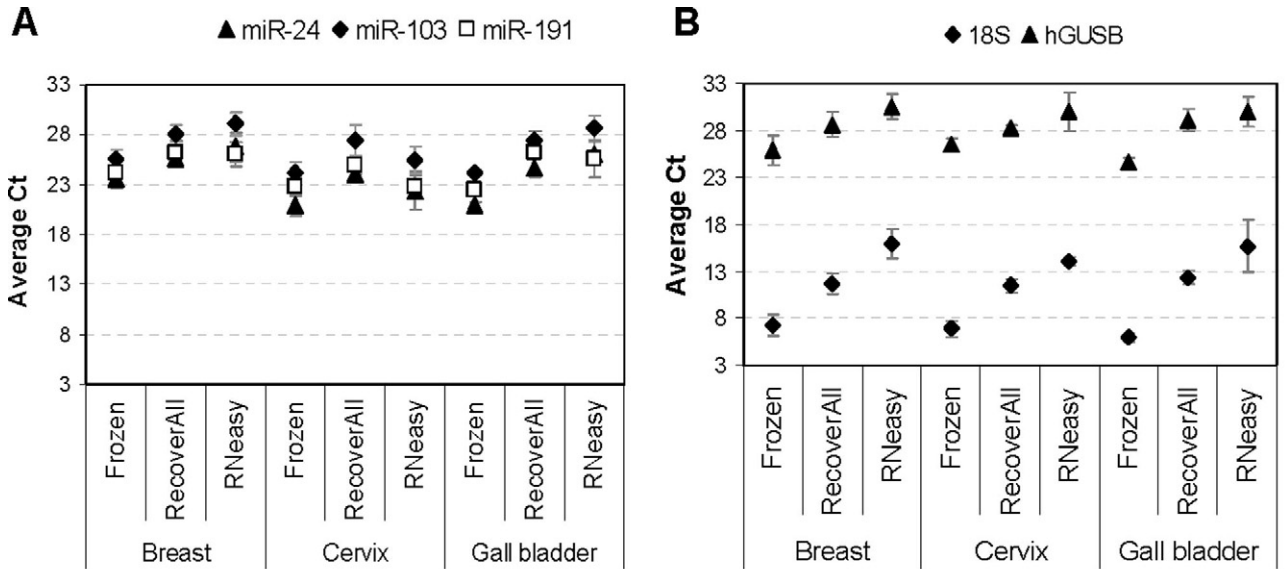 A
▲ miR-24 ◆ miR-103 □ miR-191
Average Ct
33
28
23
18
13
8
3
Frozen
RecoverAll
RNeasy
Frozen
RecoverAll
RNeasy
Frozen
RecoverAll
RNeasy
Breast
Cervix
Gall bladder
B
◆ 18S ▲ hGUSB
Average Ct
33
28
23
18
13
8
3
Frozen
RecoverAll
RNeasy
Frozen
RecoverAll
RNeasy
Frozen
RecoverAll
RNeasy
Breast
Cervix
Gall bladder